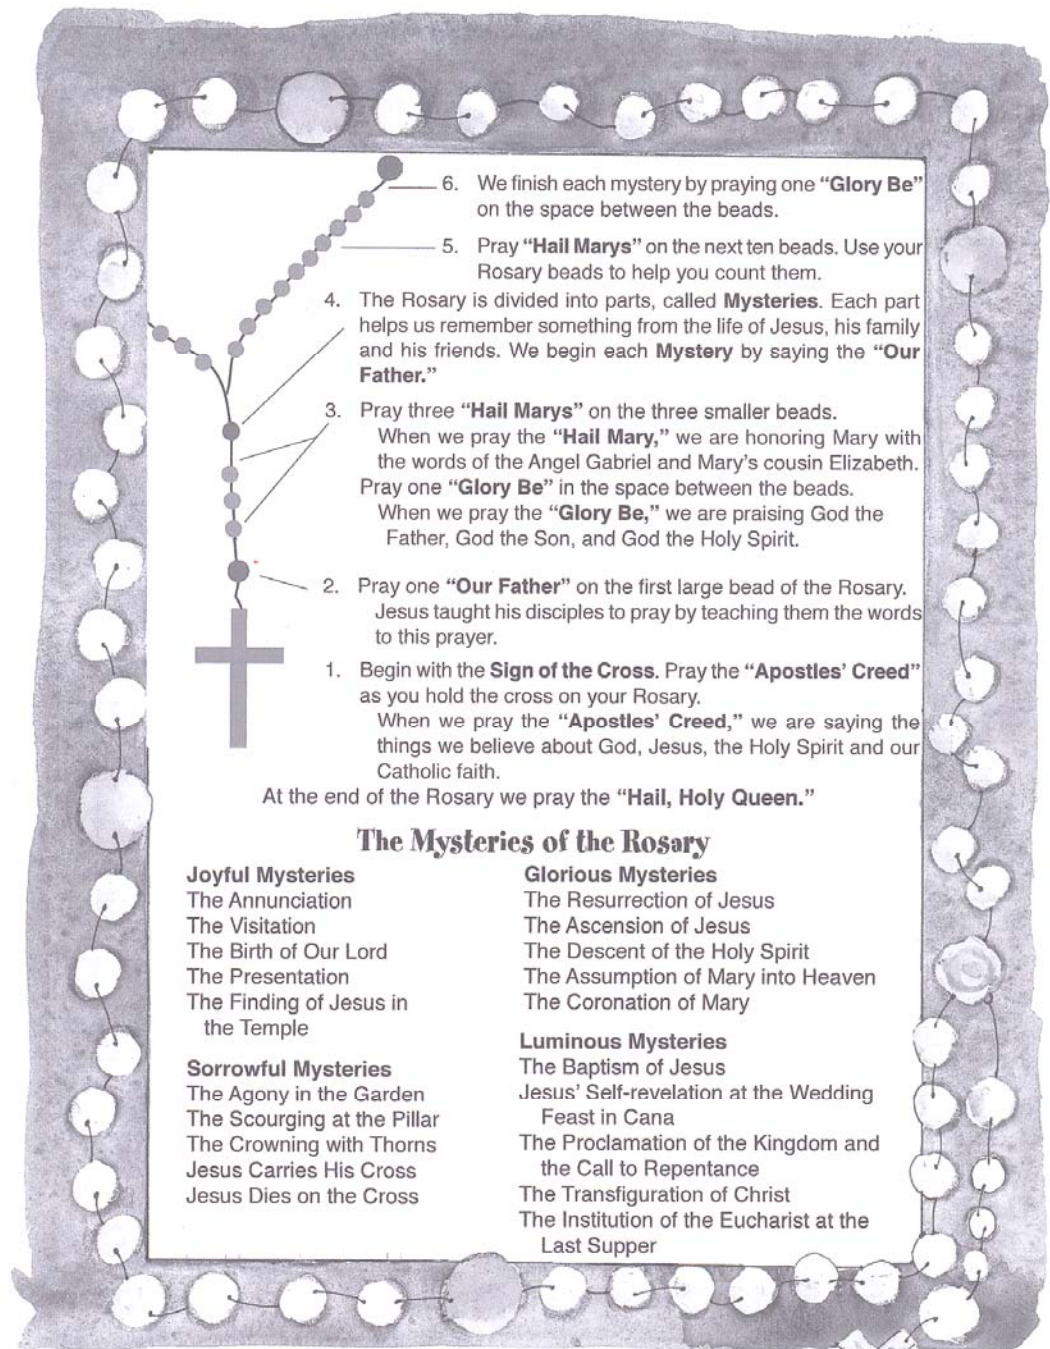 6. We finish each mystery by praying one “Glory Be”
on the space between the beads.
5. Pray “Hail Marys” on the next ten beads. Use your
Rosary beads to help you count them.
4. The Rosary is divided into parts, called Mysteries. Each part
helps us remember something from the life of Jesus, his family
and his friends. We begin each Mystery by saying the “Our
Father.”
3. Pray three “Hail Marys” on the three smaller beads.
When we pray the “Hail Mary,” we are honoring Mary with
the words of the Angel Gabriel and Mary’s cousin Elizabeth.
Pray one “Glory Be” in the space between the beads.
When we pray the “Glory Be,” we are praising God the
Father, God the Son, and God the Holy Spirit.
2. Pray one “Our Father” on the first large bead of the Rosary.
Jesus taught his disciples to pray by teaching them the words
to this prayer.
1. Begin with the Sign of the Cross. Pray the “Apostles’ Creed”
as you hold the cross on your Rosary.
When we pray the “Apostles’ Creed,” we are saying the
things we believe about God, Jesus, the Holy Spirit and our
Catholic faith.
At the end of the Rosary we pray the “Hail, Holy Queen.”
The Mysteries of the Rosary
Joyful Mysteries
The Annunciation
The Visitation
The Birth of Our Lord
The Presentation
The Finding of Jesus in
the Temple
Sorrowful Mysteries
The Agony in the Garden
The Scourging at the Pillar
The Crowning with Thorns
Jesus Carries His Cross
Jesus Dies on the Cross
Glorious Mysteries
The Resurrection of Jesus
The Ascension of Jesus
The Descent of the Holy Spirit
The Assumption of Mary into Heaven
The Coronation of Mary
Luminous Mysteries
The Baptism of Jesus
Jesus’ Self-revelation at the Wedding
Feast in Cana
The Proclamation of the Kingdom and
the Call to Repentance
The Transfiguration of Christ
The Institution of the Eucharist at the
Last Supper